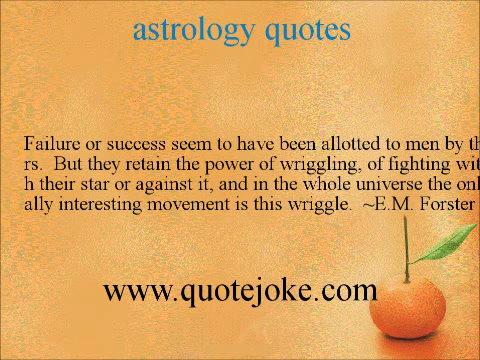 astrology quotes
Failure or success seem to have been allotted to men by th
rs.  But they retain the power of wriggling, of fighting wit
h their star or against it, and in the whole universe the onl
ally interesting movement is this wriggle.  ~E.M. Forster
www.quotejoke.com